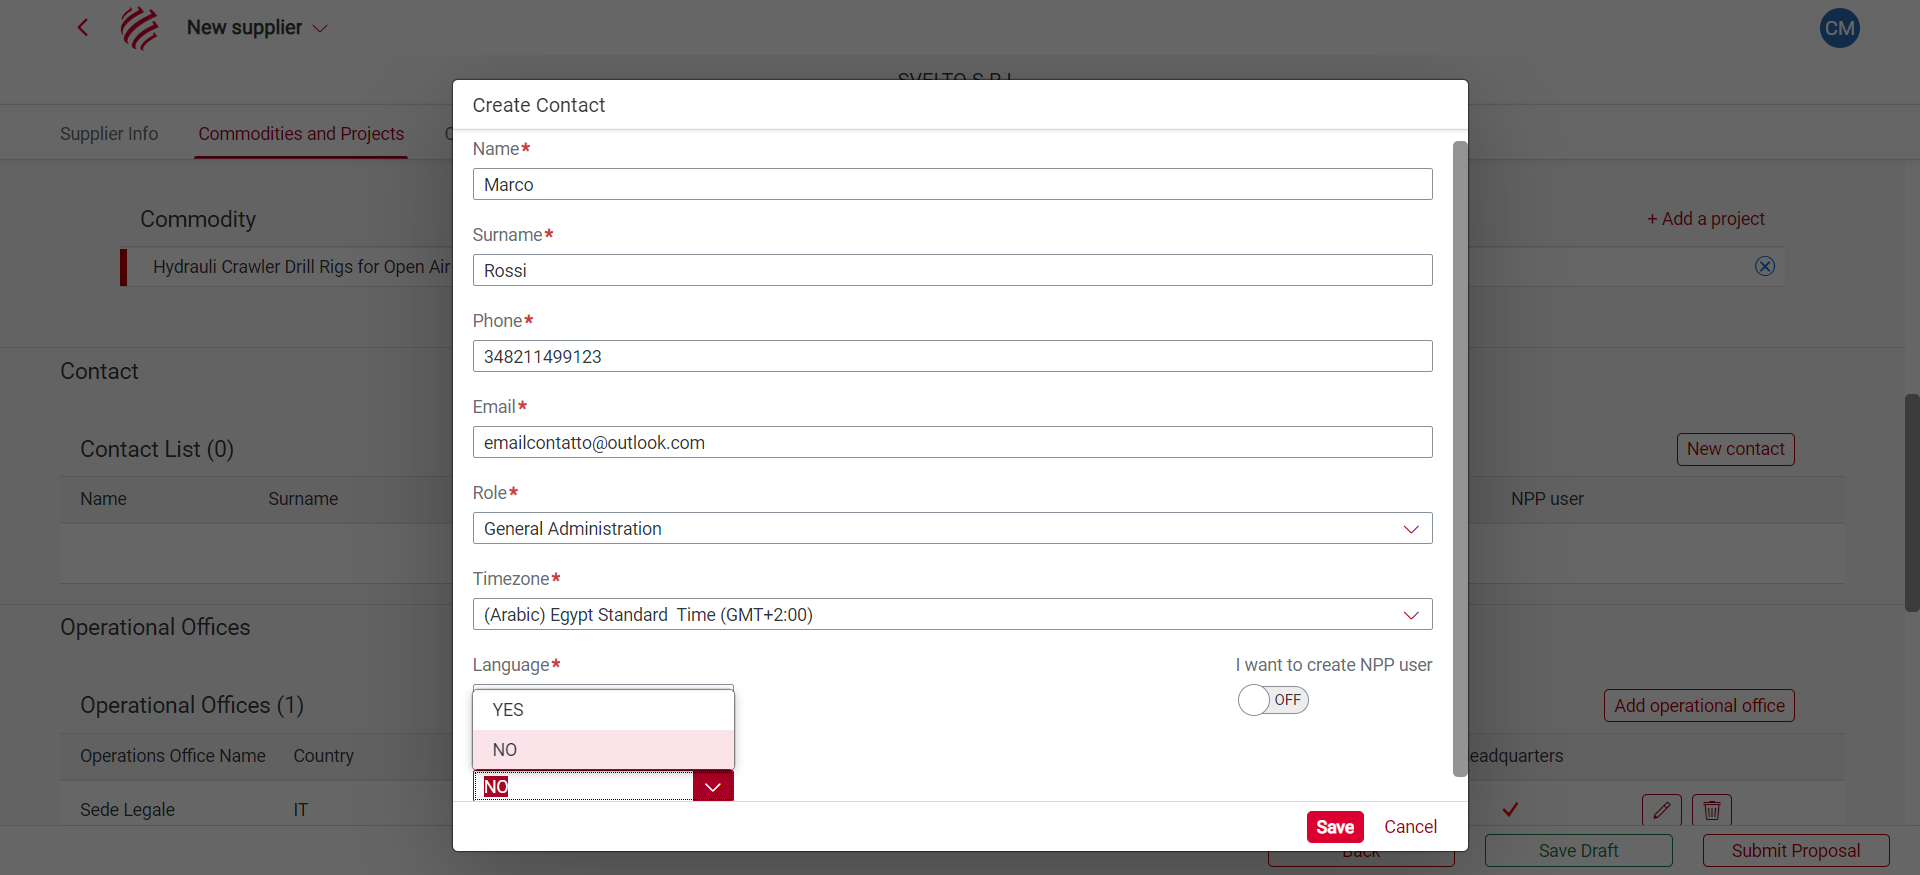 New supplier
CM
SVELTO S.R.L.
Supplier Info
Commodities and Projects
Commodity
+ Add a project
Hydrauli Crawler Drill Rigs for Open Air
Contact
Contact List (0)
New contact
Name
Surname
NPP user
Operational Offices
Operational Offices (1)
Add operational office
Operations Office Name
Country
eadquarters
Sede Legale
IT
Back
Save Draft
Submit Proposal
Create Contact
Name*
Marco
Surname*
Rossi
Phone*
348211499123
Email*
emailcontatto@outlook.com
Role*
General Administration
Timezone*
(Arabic) Egypt Standard  Time (GMT+2:00)
Language*
I want to create NPP user
OFF
YES
NO
NO
Save
Cancel